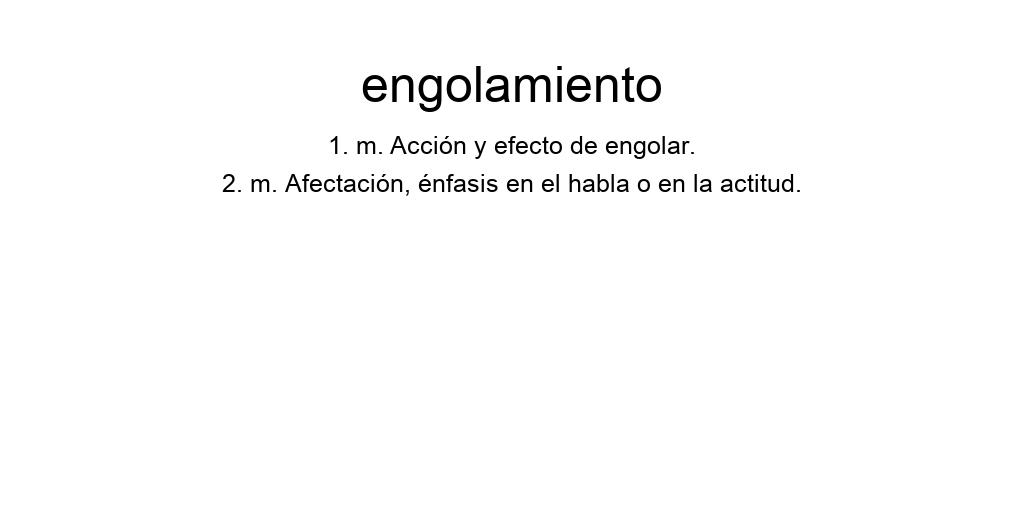 engolamiento
1. m. Acción y efecto de engolar.
2. m. Afectación, énfasis en el habla o en la actitud.